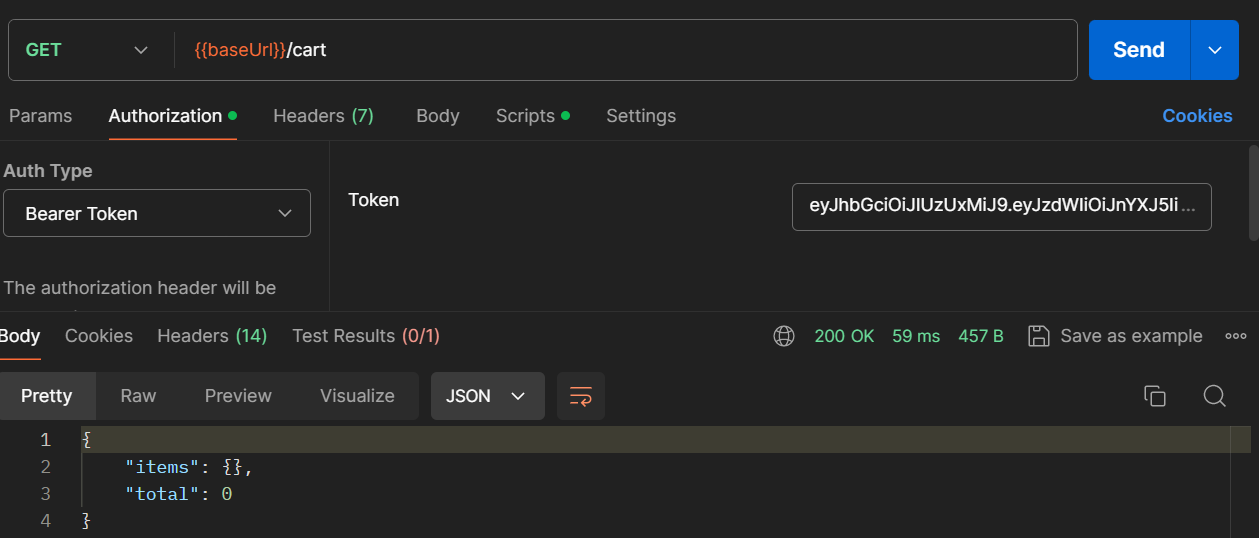 GET {{baseUrl}}/cart Send
Params Authorization Headers (7) Body Scripts Settings Cookies
Auth Type
Bearer Token
Token
eyJhbGciOiJIUzUxMiJ9.eyJzdWIiOiJnYXJ5Ii...
The authorization header will be
Body Cookies Headers (14) Test Results (0/1) 200 OK 59 ms 457 B Save as example
Pretty Raw Preview Visualize JSON
1 {
2 "items": {},
3 "total": 0
4 }